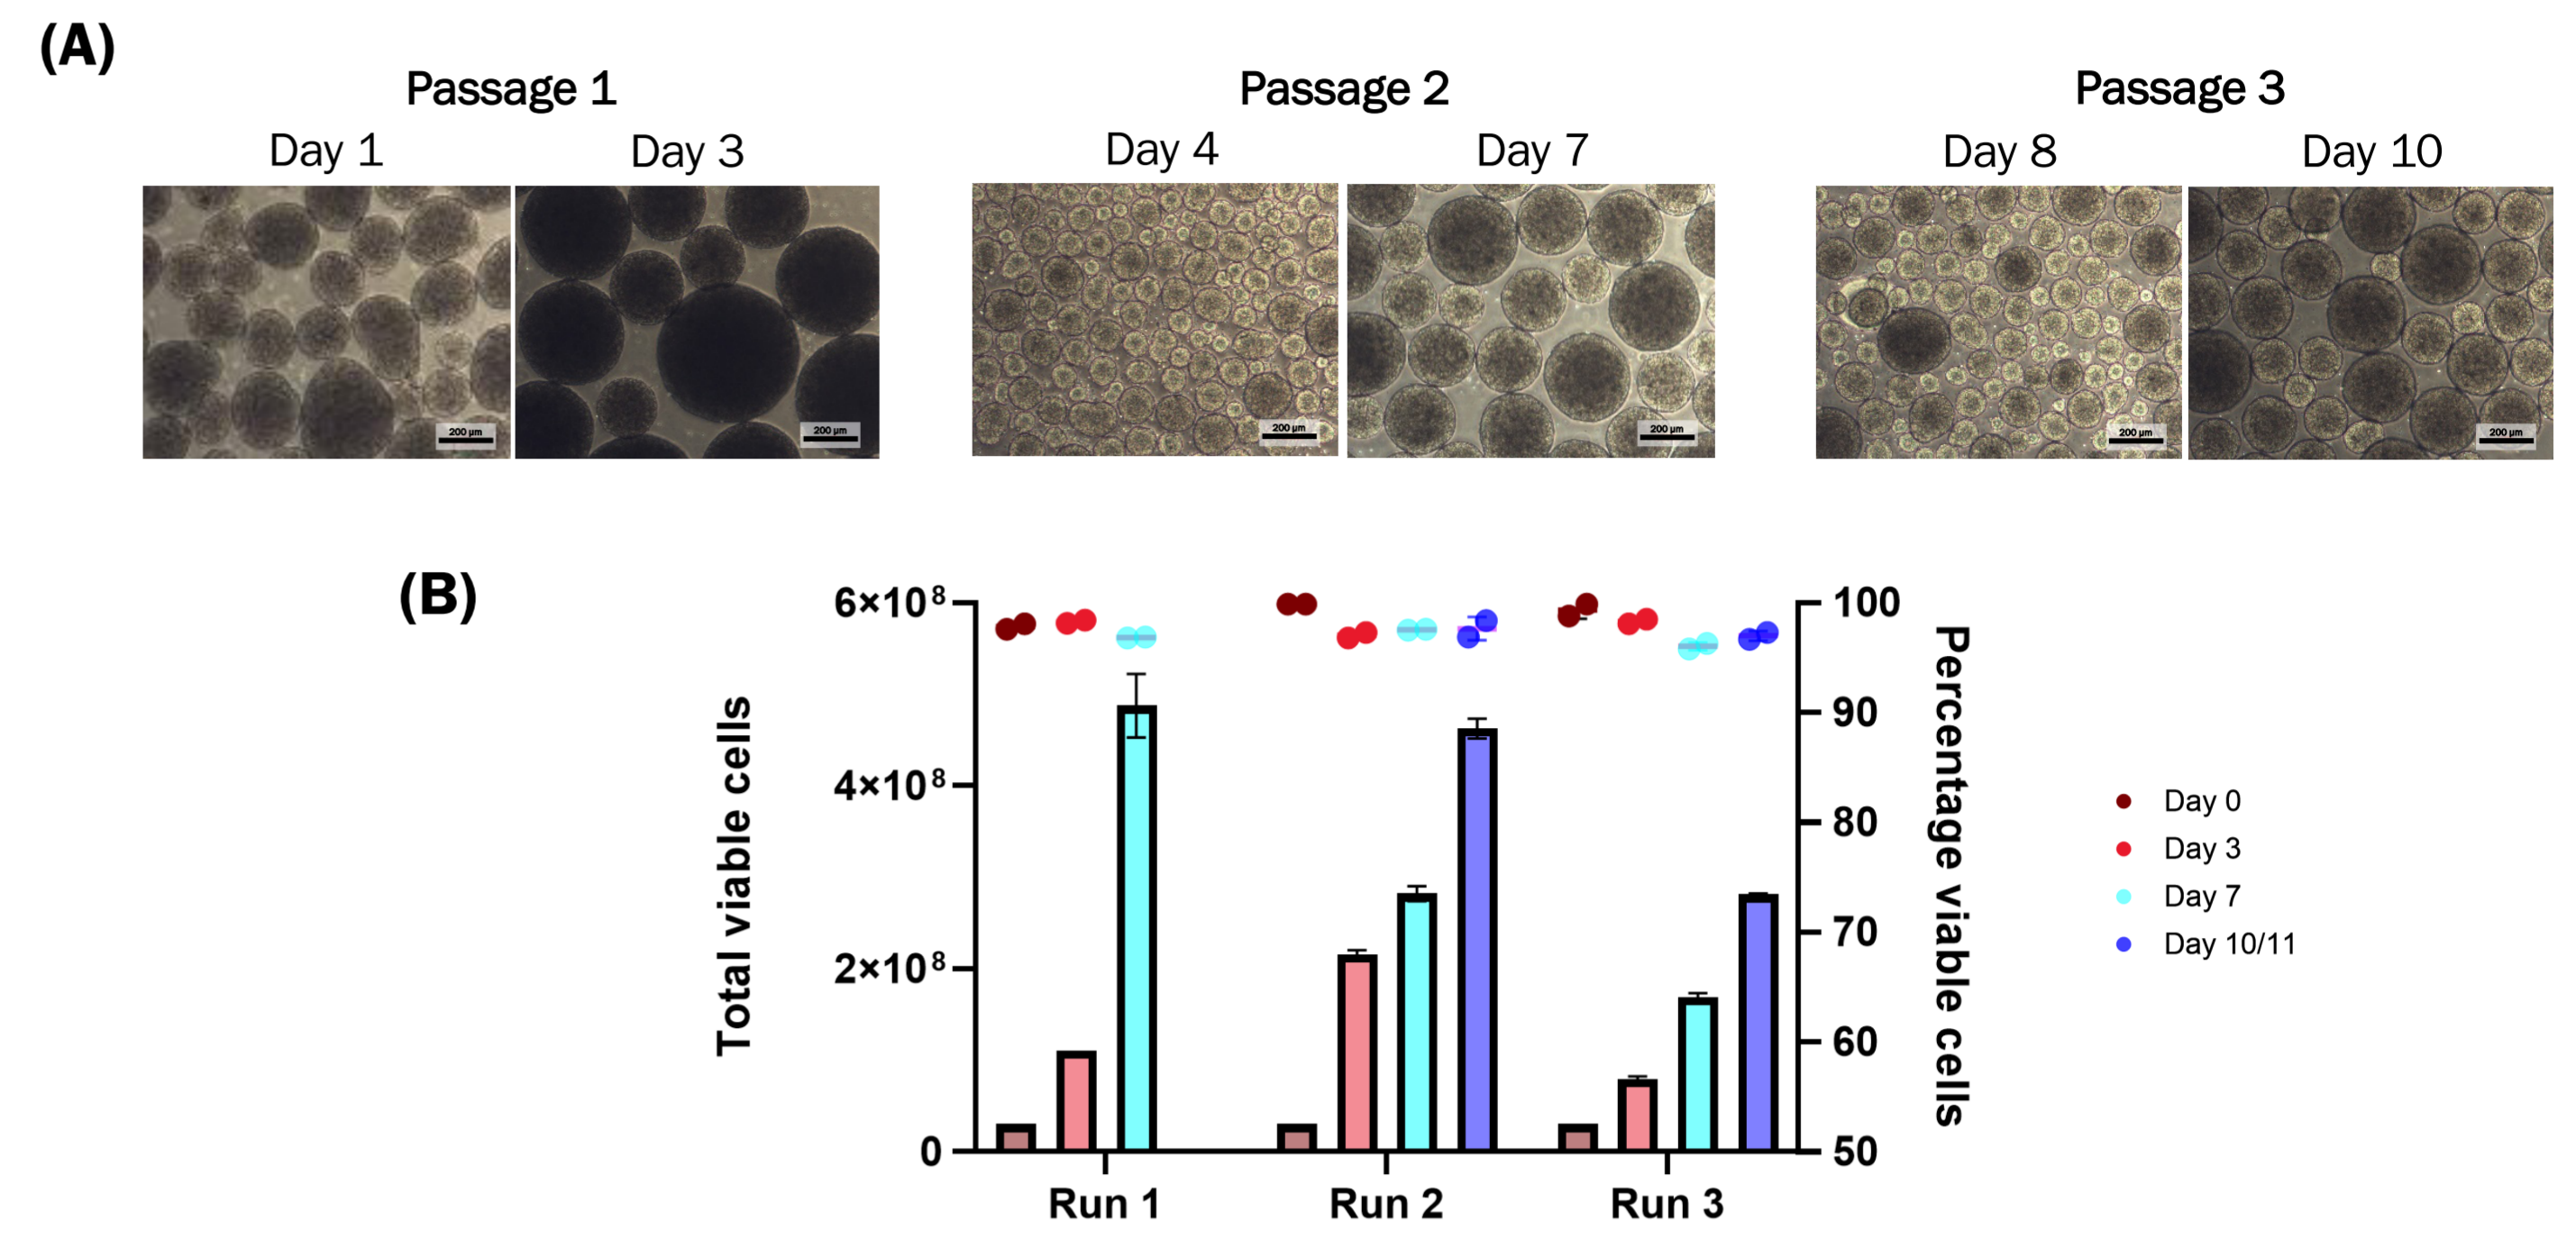 (A)
Passage 1
Passage 2
Passage 3
Day 1
Day 3
Day 4
Day 7
Day 8
Day 10
200 µm
200 µm
200 µm
200 µm
200 µm
200 µm
(B)
Total viable cells
6×10⁸
4×10⁸
2×10⁸
0
100
90
80
70
60
50
Percentage viable cells
Run 1
Run 2
Run 3
Day 0
Day 3
Day 7
Day 10/11